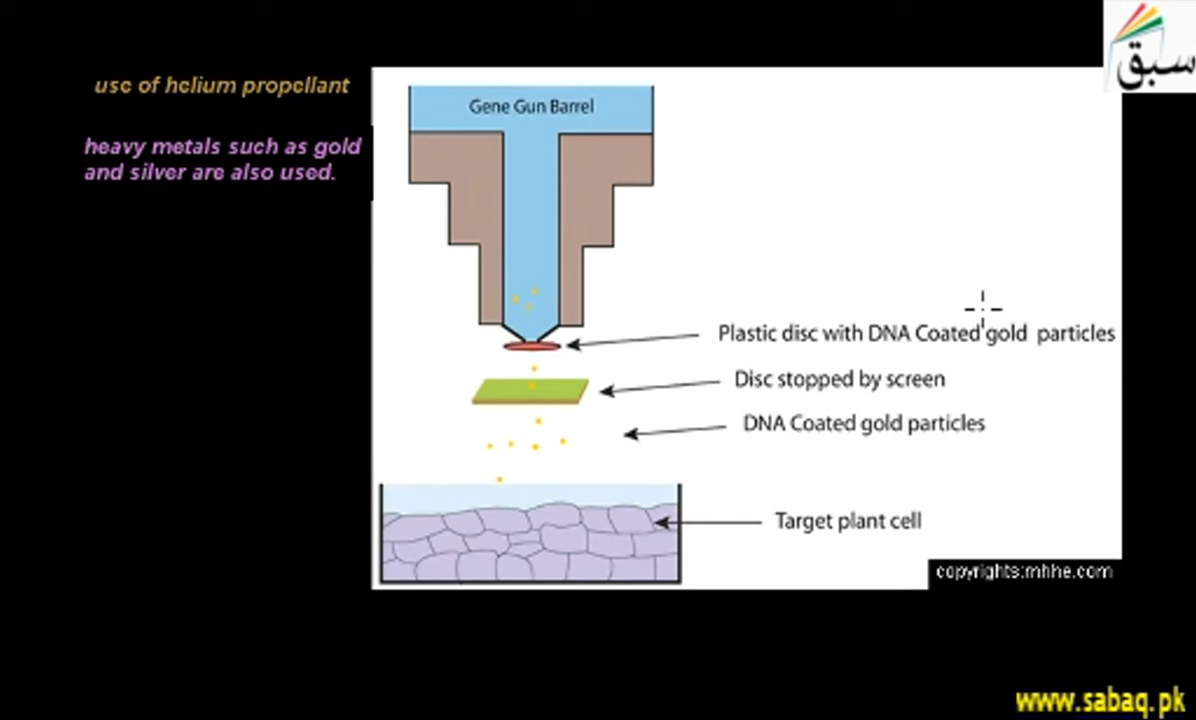 سبق
use of helium propellant
Gene Gun Barrel
heavy metals such as gold
and silver are also used.
Plastic disc with DNA Coated gold particles
Disc stopped by screen
DNA Coated gold particles
Target plant cell
copyrights:mhhe.com
www.sabaq.pk